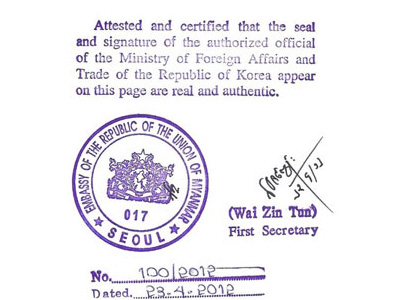 Attested and certified that the seal
and signature of the authorized official
of the Ministry of Foreign Affairs and
Trade of the Republic of Korea appear
on this page are real and authentic.
EMBASSY OF THE REPUBLIC OF THE UNION OF MYANMAR
017
★ SEOUL ★
(Wai Zin Tun)
First Secretary
No. 100/2012
Dated. 23.4.2012